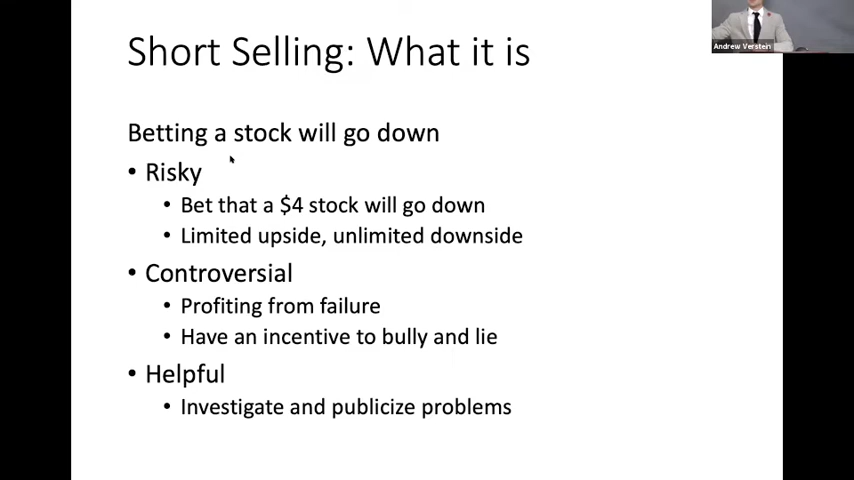 Short Selling: What it is
Andrew Verstein
Betting a stock will go down
• Risky
• Bet that a $4 stock will go down
• Limited upside, unlimited downside
• Controversial
• Profiting from failure
• Have an incentive to bully and lie
• Helpful
• Investigate and publicize problems